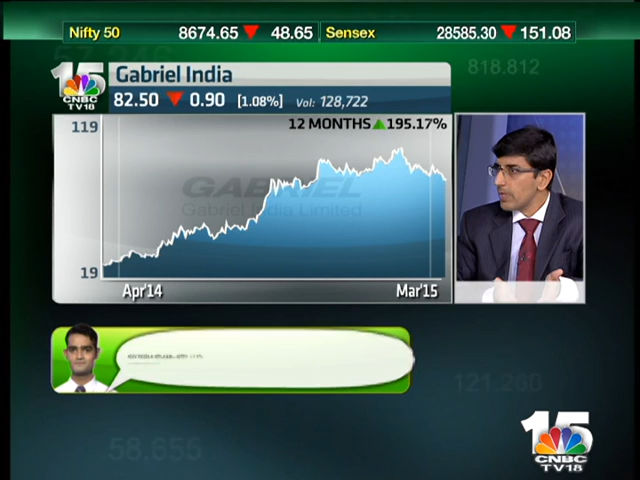 Nifty 50 8674.65 48.65 Sensex 28585.30 151.08
818.812
15
CNBC
TV18
Gabriel India
82.50 0.90 [1.08%] Vol: 128,722
12 MONTHS 195.17%
119
GABRIEL
Gabriel India Limited
19
Apr'14 Mar'15
121.260
58.655
15
CNBC
TV18